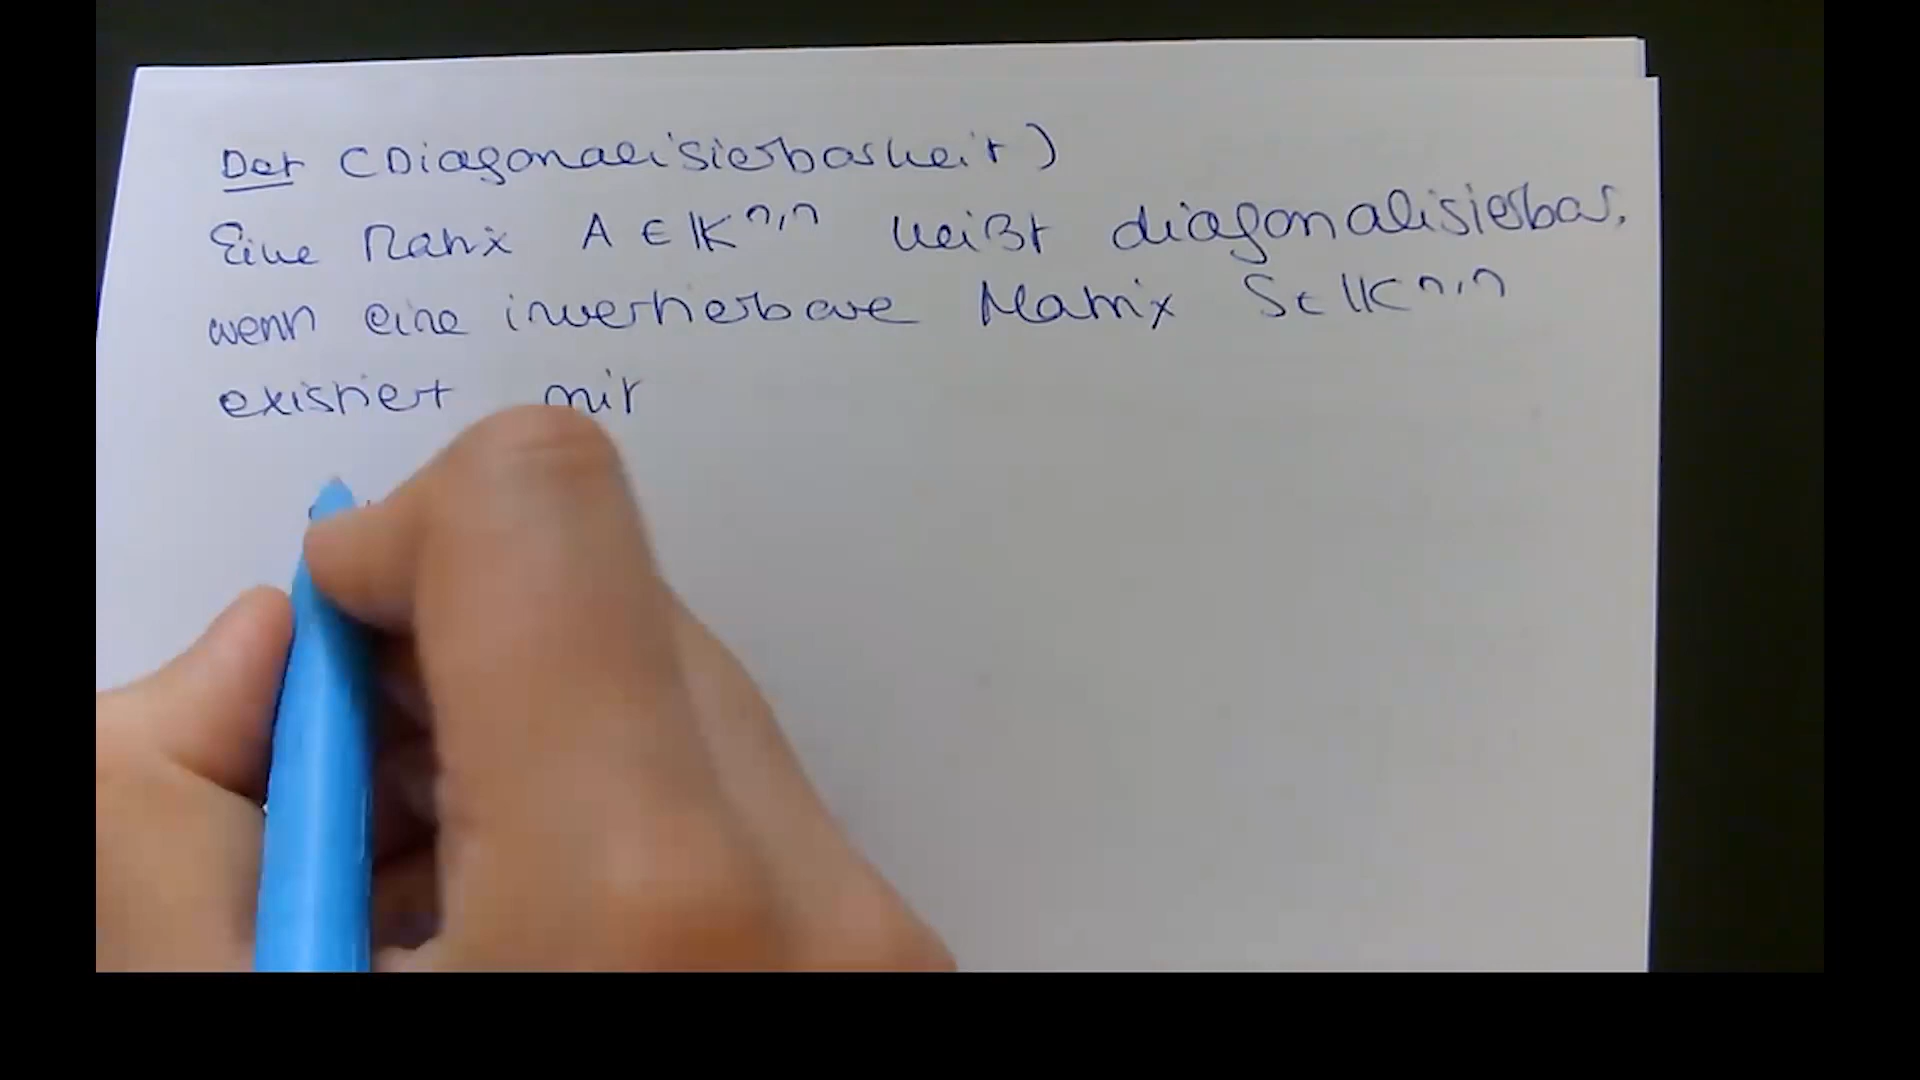 Def (Diagonalisierbarkeit)
Eine Matrix A ∈ K^{n,n} heißt diagonalisierbar,
wenn eine invertierbare Matrix S ∈ K^{n,n}
existiert mit